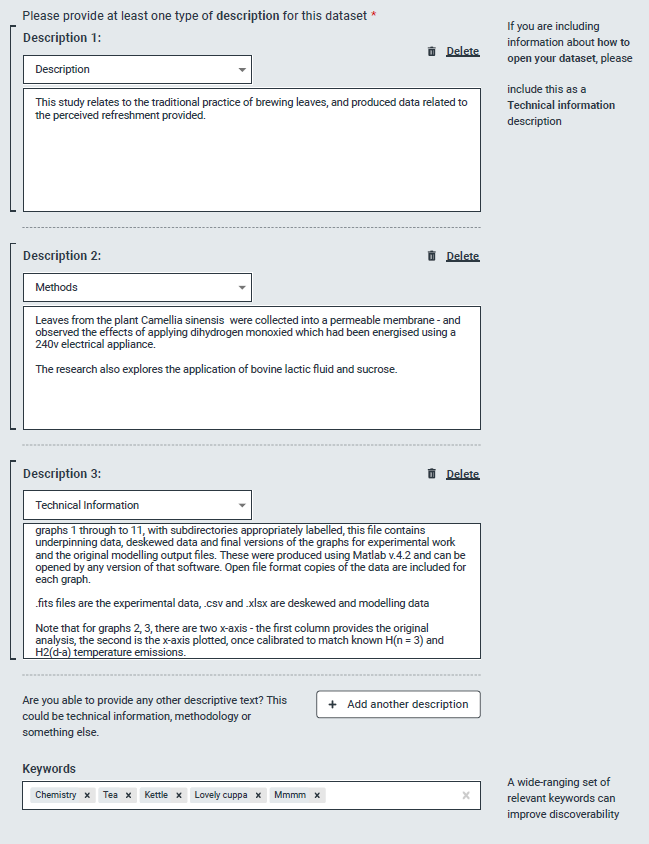 Please provide at least one type of description for this dataset *
Description 1:
Delete
Description
This study relates to the traditional practice of brewing leaves, and produced data related to
the perceived refreshment provided.
If you are including
information about how to
open your dataset, please
include this as a
Technical information
description
Description 2:
Delete
Methods
Leaves from the plant Camellia sinensis were collected into a permeable membrane - and
observed the effects of applying dihydrogen monoxied which had been energised using a
240v electrical appliance.
The research also explores the application of bovine lactic fluid and sucrose.
Description 3:
Delete
Technical Information
graphs 1 through to 11, with subdirectories appropriately labelled, this file contains
underpinning data, deskewed data and final versions of the graphs for experimental work
and the original modelling output files. These were produced using Matlab v.4.2 and can be
opened by any version of that software. Open file format copies of the data are included for
each graph.
.fits files are the experimental data, .csv and .xlsx are deskewed and modelling data
Note that for graphs 2, 3, there are two x-axis - the first column provides the original
analysis, the second is the x-axis plotted, once calibrated to match known H(n = 3) and
H2(d-a) temperature emissions.
Are you able to provide any other descriptive text? This
could be technical information, methodology or
something else.
+ Add another description
Keywords
Chemistry x Tea x Kettle x Lovely cuppa x Mmmm x
A wide-ranging set of
relevant keywords can
improve discoverability